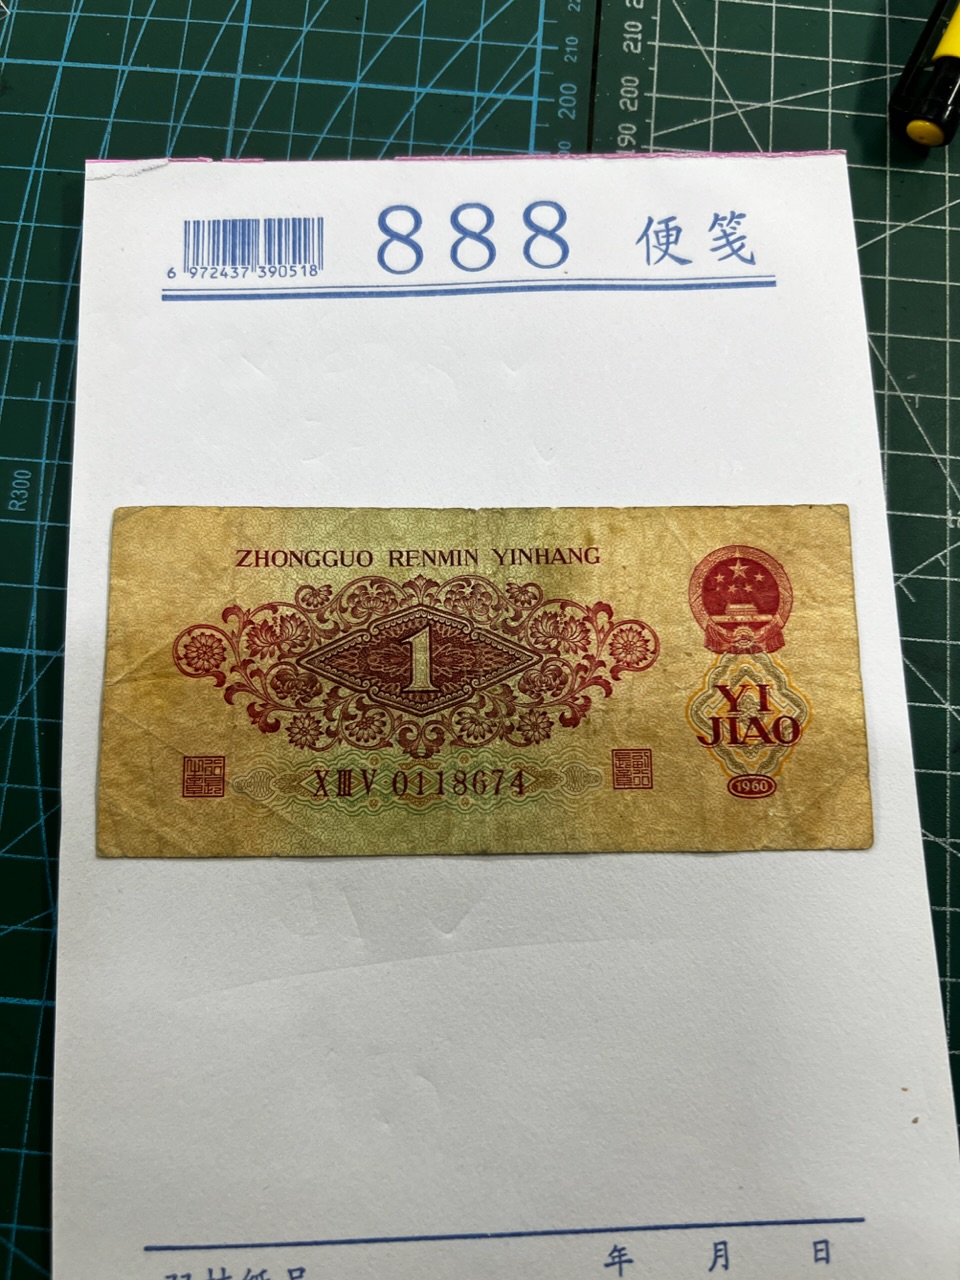 210
200
210
200
190
R300
6 972437 390518
888 便笺
ZHONGGUO RENMIN YINHANG
1
YI
JIAO
XⅢV 0118674
1960
年 月 日